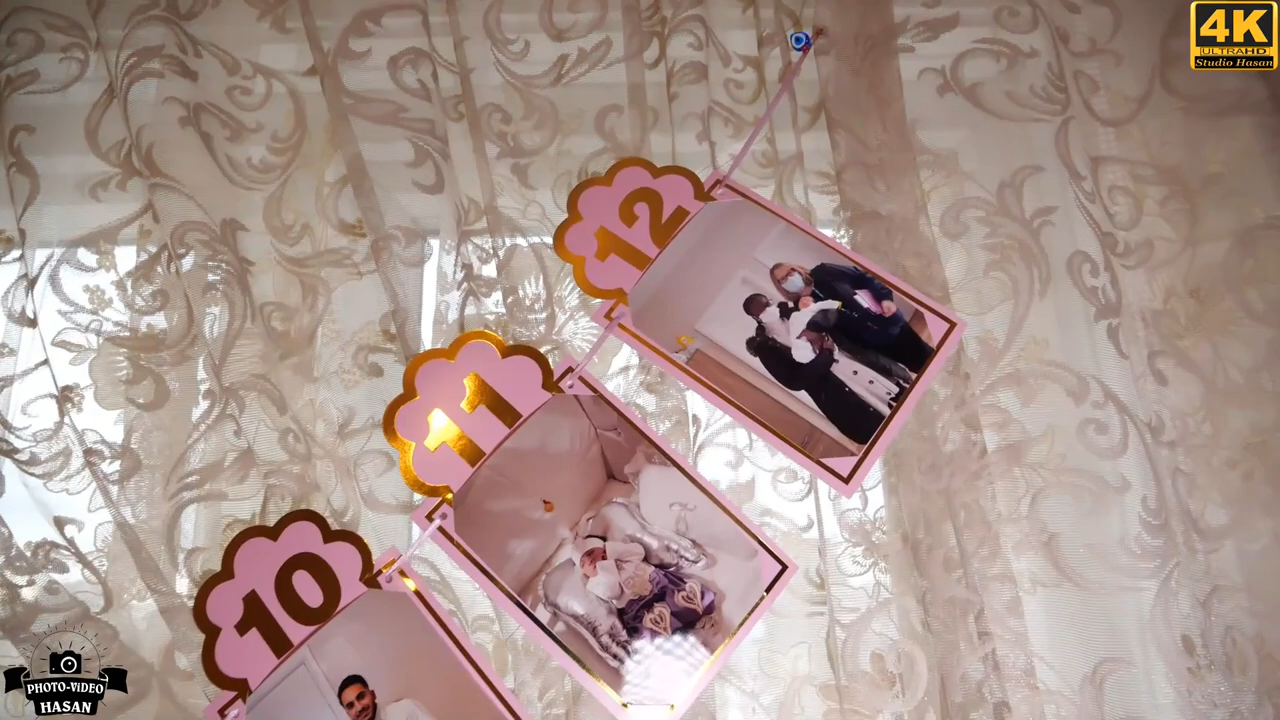 4K
ULTRAHD
Studio Hasan
12
11
10
PHOTO-VIDEO
HASAN